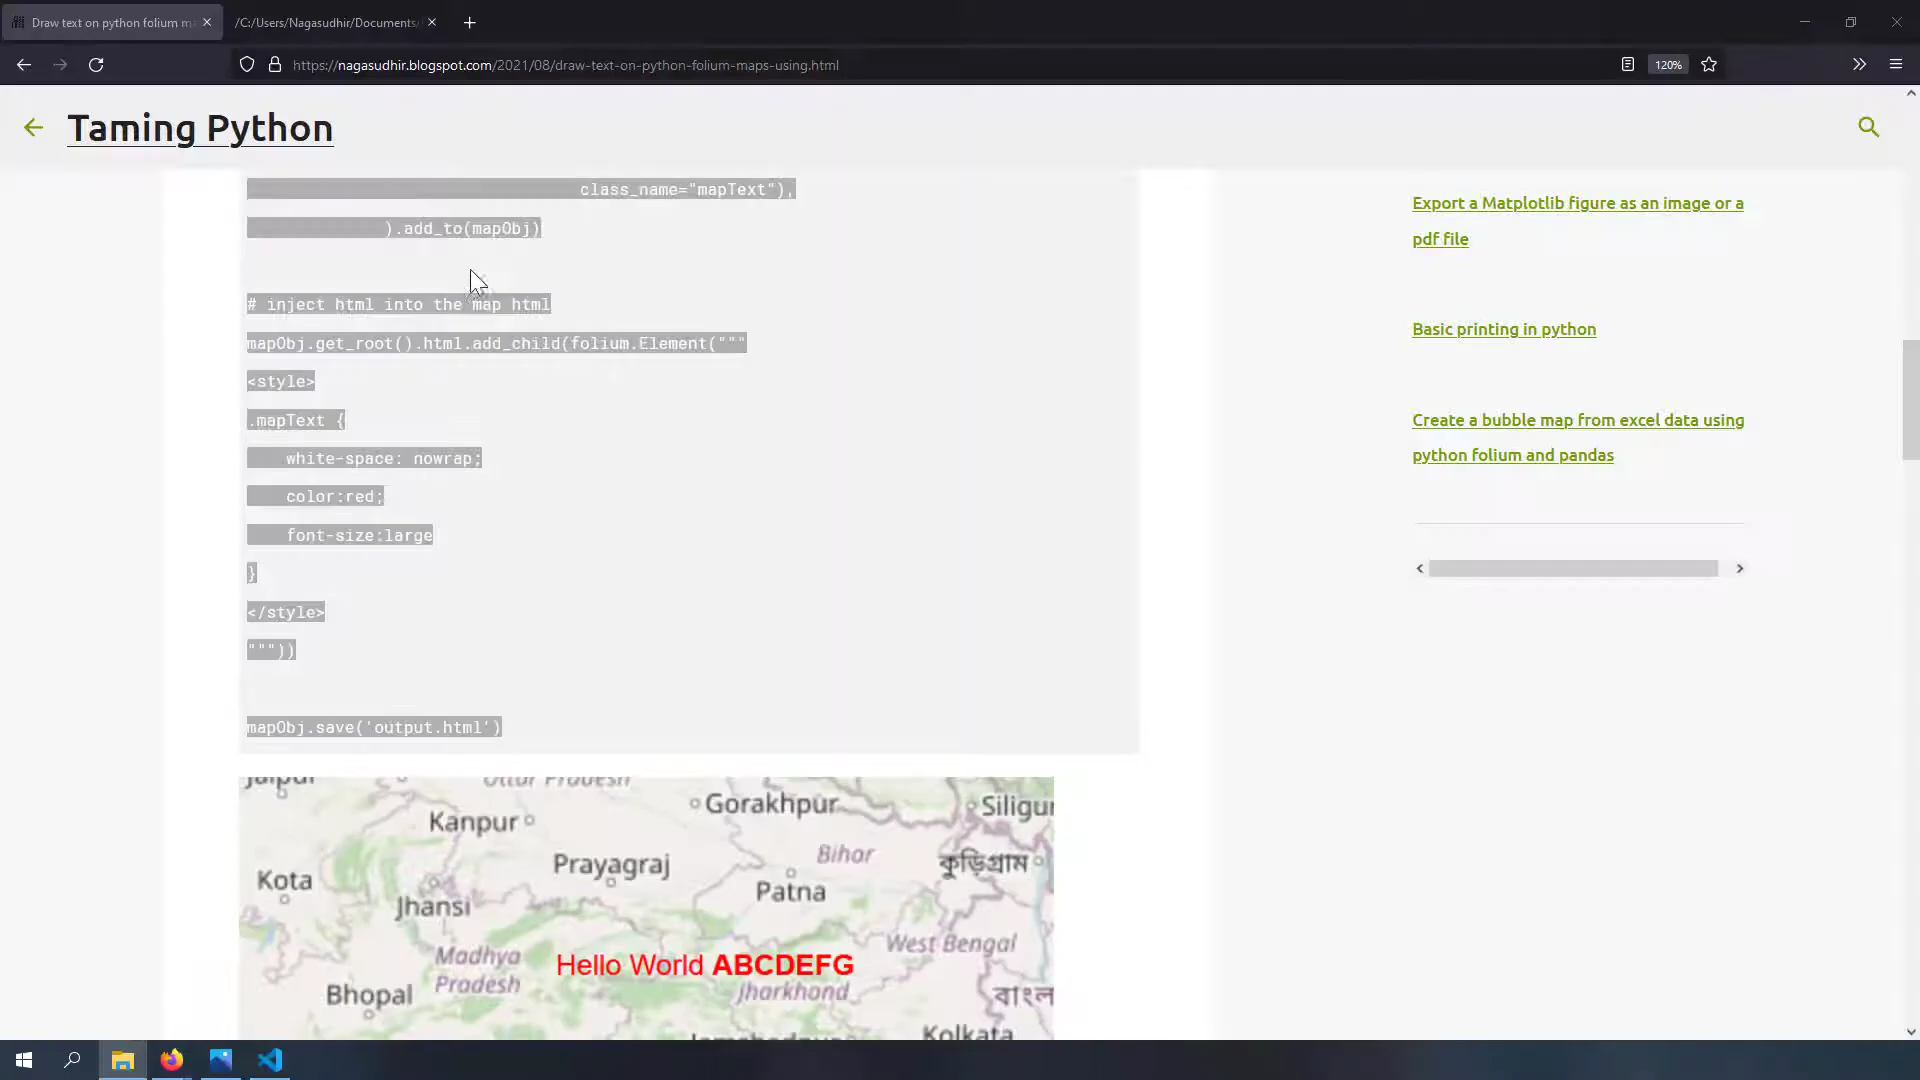 Draw text on python folium m
/C:/Users/Nagasudhir/Documents/
https://nagasudhir.blogspot.com/2021/08/draw-text-on-python-folium-maps-using.html
120%
Taming Python
class_name="mapText"),
).add_to(mapObj)
# inject html into the map html
mapObj.get_root().html.add_child(folium.Element("""
<style>
.mapText {
white-space: nowrap;
color:red;
font-size:large
}
</style>
"""))
mapObj.save('output.html')
Export a Matplotlib figure as an image or a
pdf file
Basic printing in python
Create a bubble map from excel data using
python folium and pandas
Jaipur
Uttar Pradesh
Gorakhpur
Siligur
Kanpur
Prayagraj
Bihar
কুড়িগ্রাম
Kota
Patna
Jhansi
West Bengal
Madhya
Pradesh
Hello World ABCDEFG
Jharkhand
Bhopal
বাংল
Kolkata